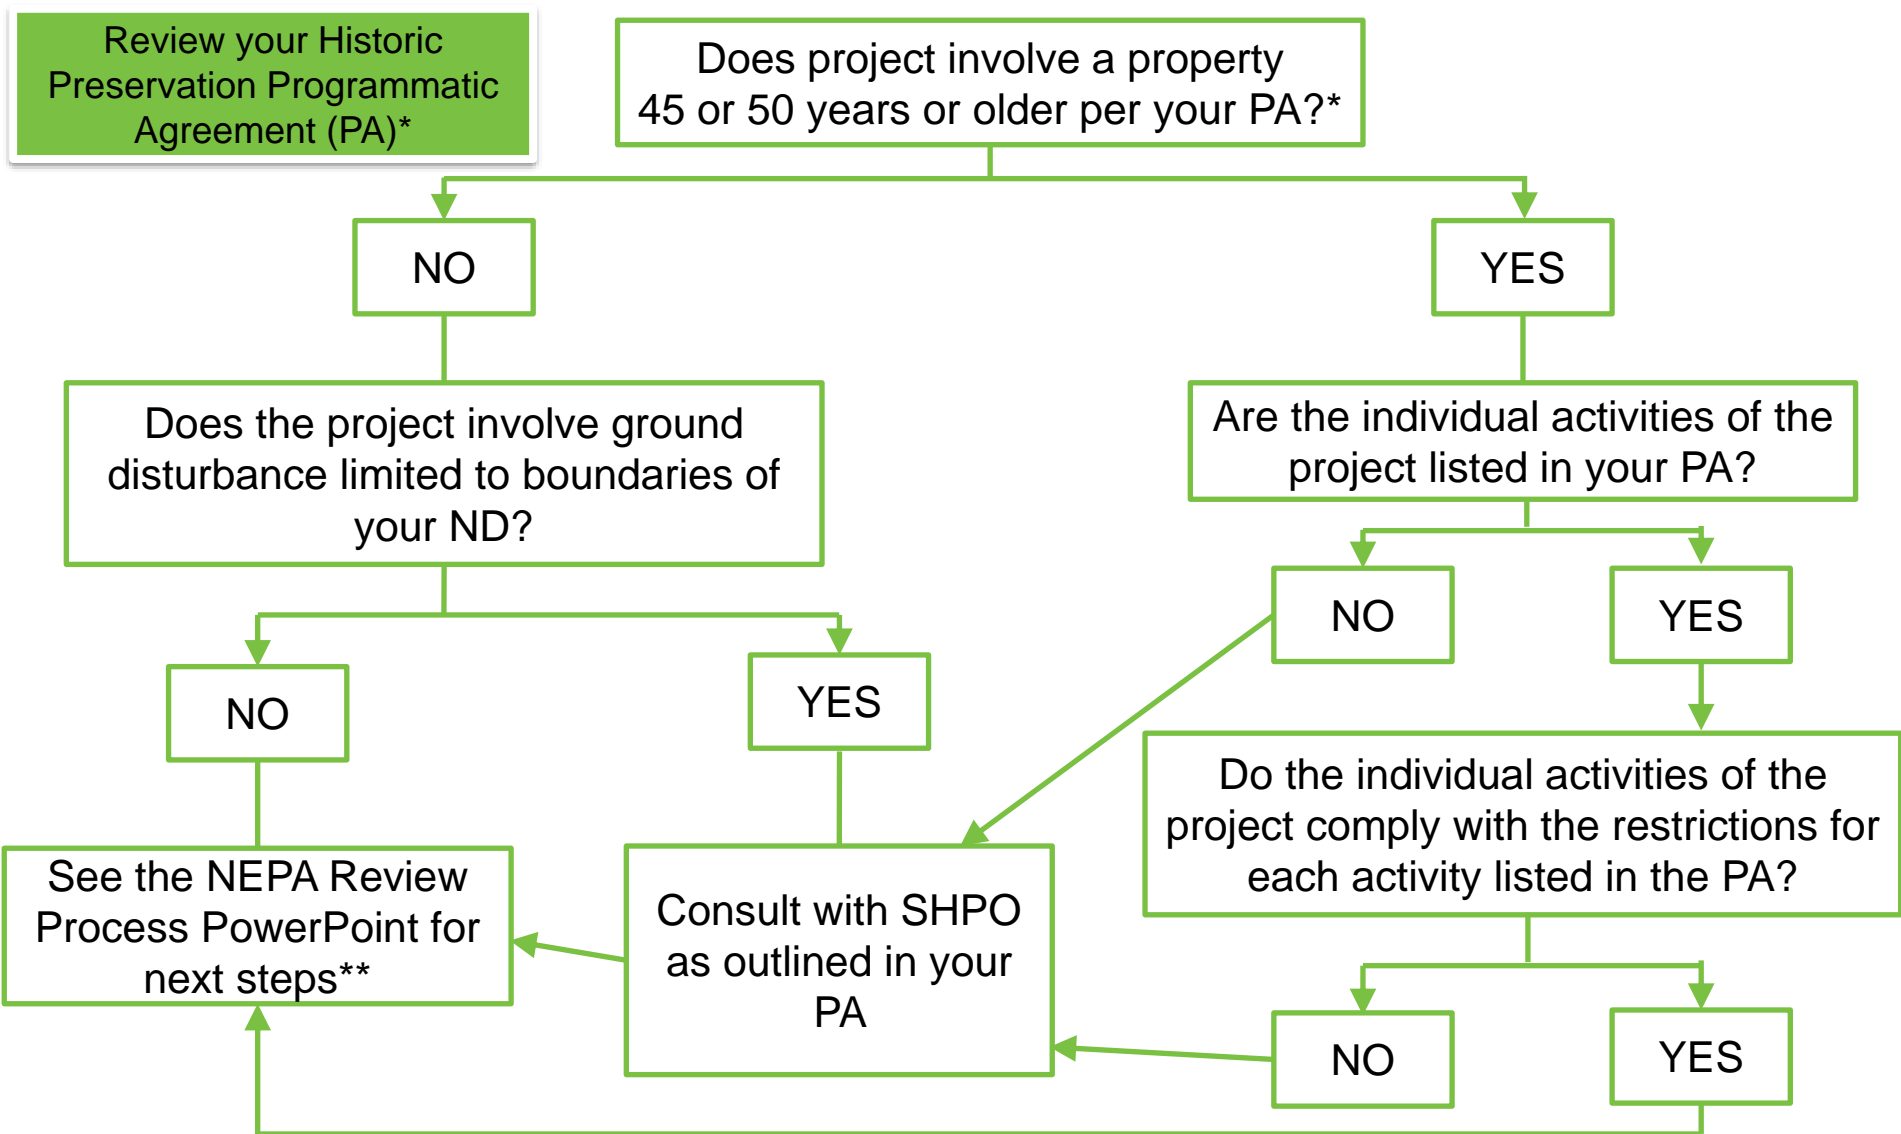 Review your Historic
Preservation Programmatic
Agreement (PA)*
Does project involve a property
45 or 50 years or older per your PA?*
NO
YES
Does the project involve ground
disturbance limited to boundaries of
your ND?
Are the individual activities of the
project listed in your PA?
NO
YES
NO
YES
Do the individual activities of the
project comply with the restrictions for
each activity listed in the PA?
See the NEPA Review
Process PowerPoint for
next steps**
Consult with SHPO
as outlined in your
PA
NO
YES